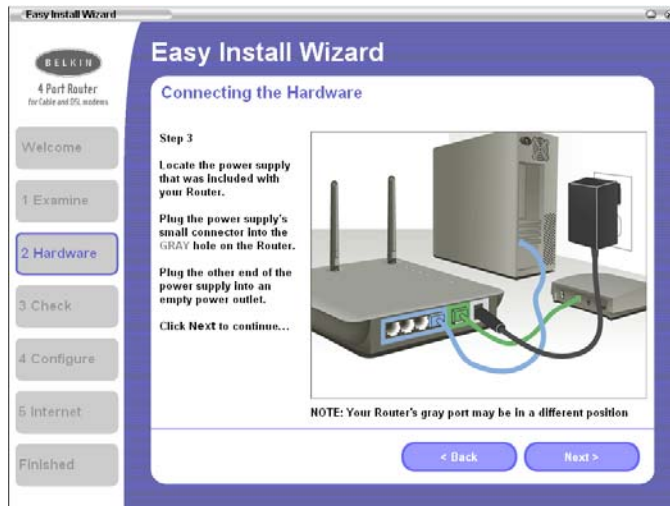 Easy Install Wizard
BELKIN
4 Port Router
for Cable and DSL modems
Welcome
1 Examine
2 Hardware
3 Check
4 Configure
5 Internet
Finished
Easy Install Wizard
Connecting the Hardware
Step 3
Locate the power supply
that was included with
your Router.
Plug the power supply's
small connector into the
GRAY hole on the Router.
Plug the other end of the
power supply into an
empty power outlet.
Click Next to continue...
NOTE: Your Router's gray port may be in a different position
< Back
Next >